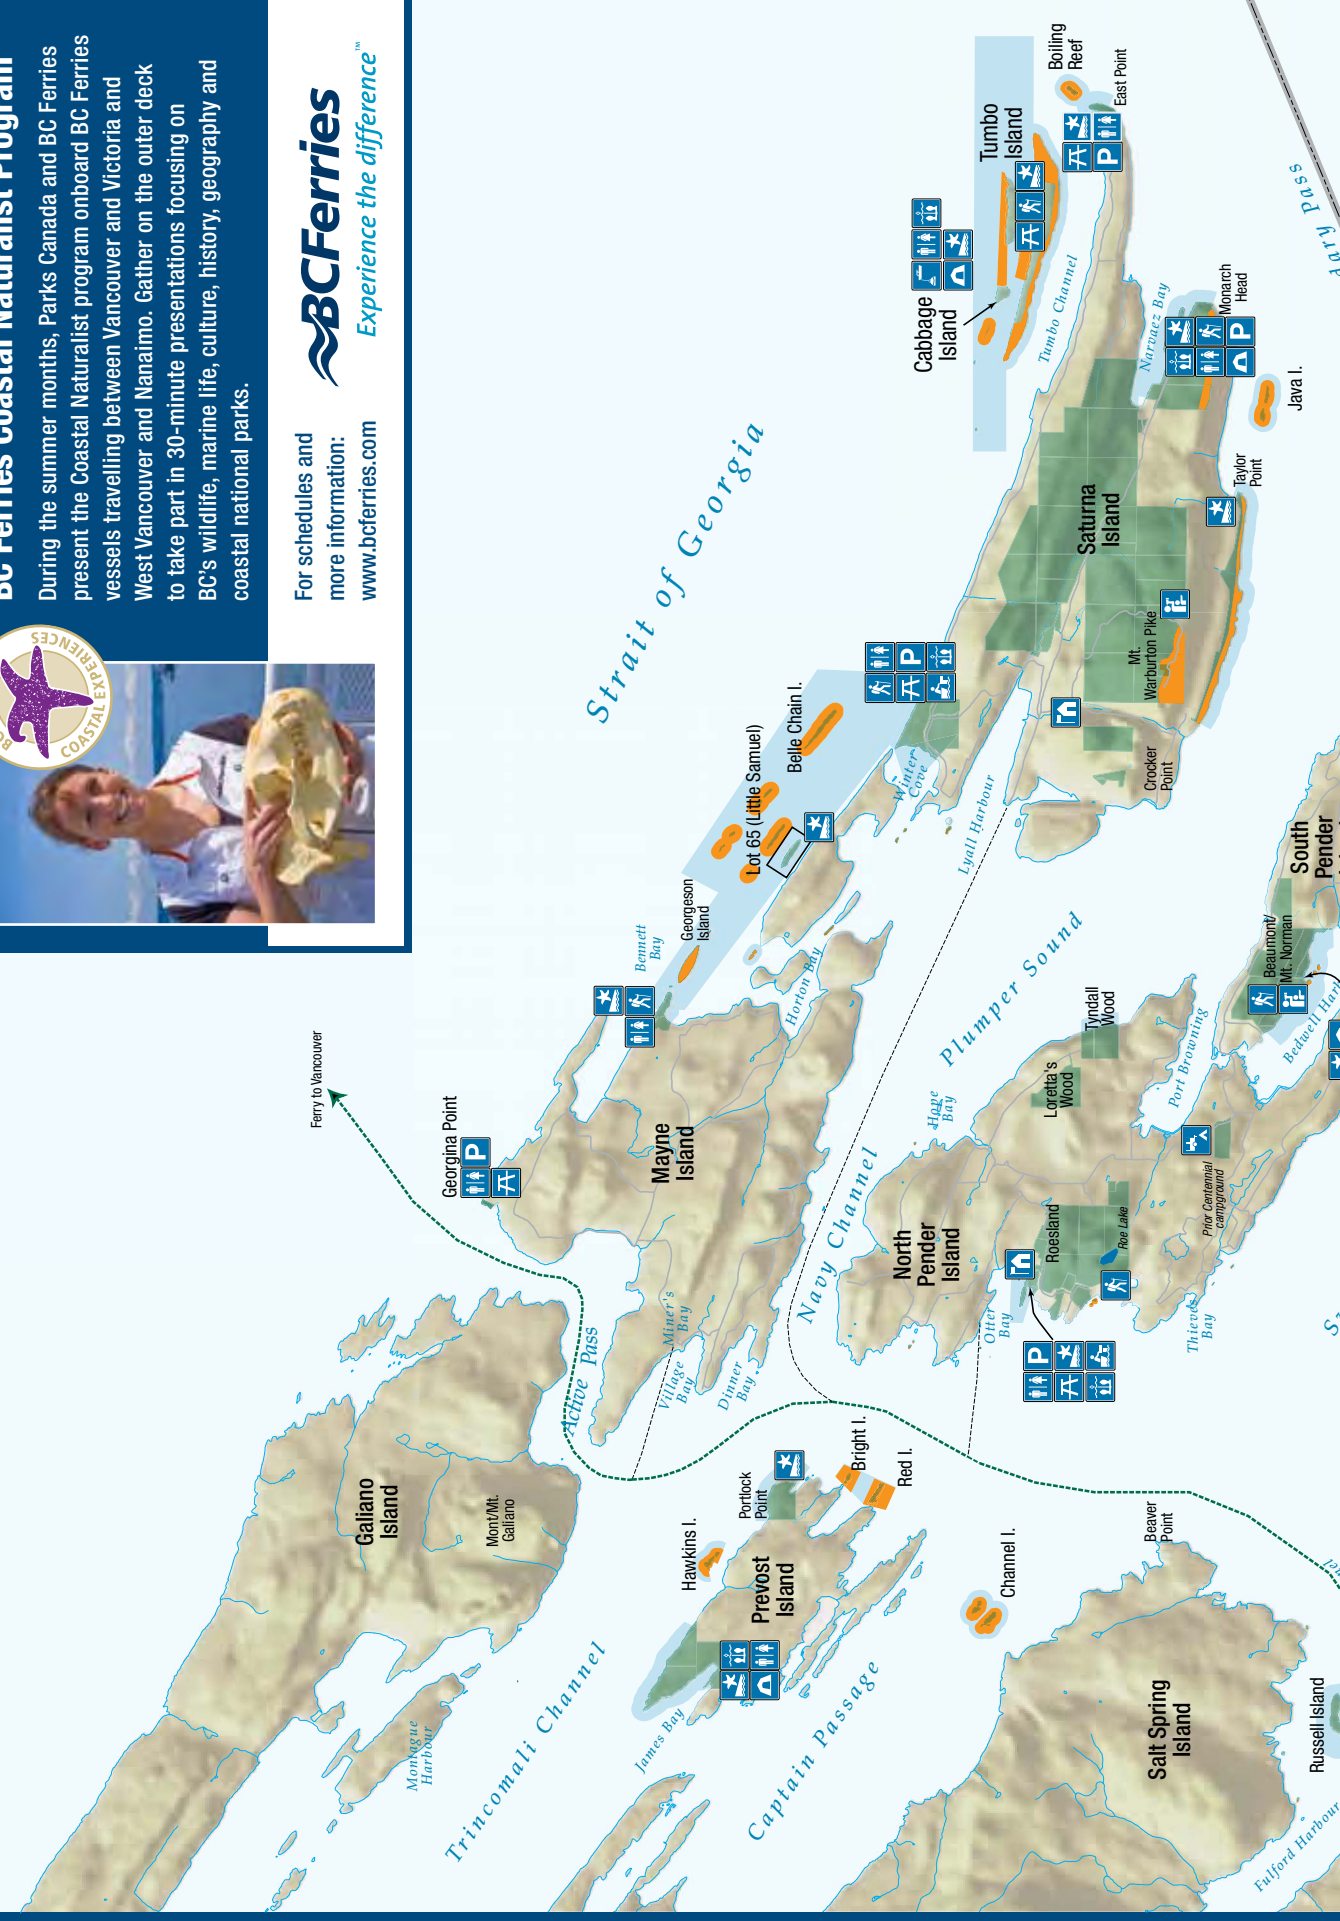 BC Ferries Coastal Naturalist Program
During the summer months, Parks Canada and BC Ferries
present the Coastal Naturalist program onboard BC Ferries
vessels travelling between Vancouver and Victoria and
West Vancouver and Nanaimo. Gather on the outer deck
to take part in 30-minute presentations focusing on
BC's wildlife, marine life, culture, history, geography and
coastal national parks.
COASTAL EXPERIENCES
For schedules and
more information:
www.bcferries.com
BCFerries
Experience the difference™
Strait of Georgia
Ferry to Vancouver
Georgina Point
P
Galiano
Island
Mont/Mt.
Galiano
Montague
Harbour
Trincomali Channel
Active Pass
Mayne
Island
Miner's
Bay
Village
Bay
Dinner
Bay
Bennett
Bay
Georgeson
Island
Horton Bay
Lot 65 (Little Samuel)
Belle Chain I.
P
Winter
Cove
Lyall Harbour
Cabbage
Island
Tumbo
Island
Boiling
Reef
East Point
P
Tumbo Channel
Narvaez Bay
Monarch
Head
P
Java I.
Taylor
Point
Saturna
Island
Mt.
Warburton Pike
Crocker
Point
Plumper Sound
Navy Channel
Hope
Bay
North
Pender
Island
Loretta's
Wood
Tyndall
Wood
Port Browning
Roesland
Roe Lake
Prior Centennial
campground
Otter
Bay
P
Thieves
Bay
South
Pender
Beaumont/
Mt. Norman
Hawkins I.
Portlock
Point
Bright I.
Red I.
Prevost
Island
James Bay
Captain Passage
Channel I.
Beaver
Point
Salt Spring
Island
Russell Island
Fulford Harbour